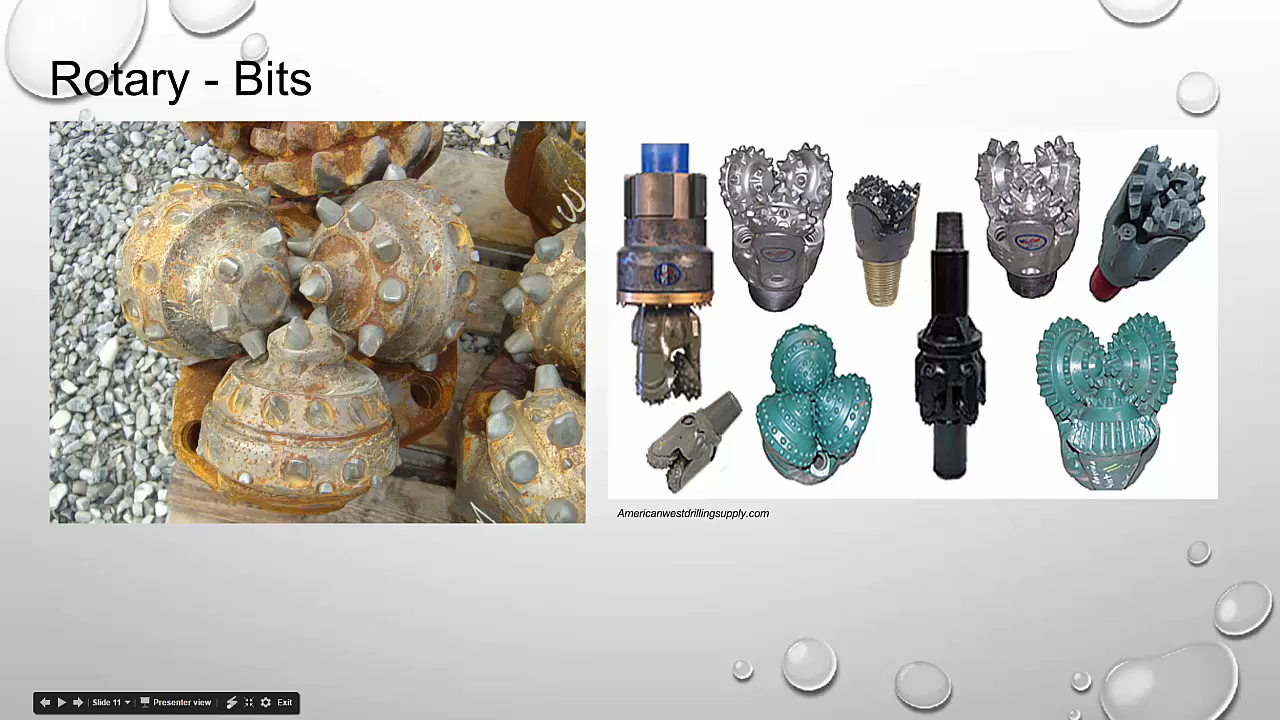 Rotary - Bits
Americanwestdrillingsupply.com
Slide 11
Presenter view
Exit